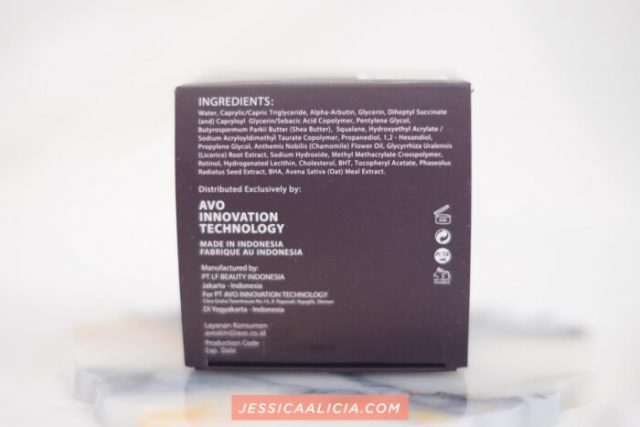 INGREDIENTS:
Water, Caprylic/Capric Triglyceride, Alpha-Arbutin, Glycerin, Diheptyl Succinate
(and) Capryloyl Glycerin/Sebacic Acid Copolymer, Pentylene Glycol,
Butyrospermum Parkii Butter (Shea Butter), Squalane, Hydroxyethyl Acrylate /
Sodium Acryloyldimethyl Taurate Copolymer, Propanediol, 1,2 - Hexandiol,
Propylene Glycol, Anthemis Nobilis (Chamomile) Flower Oil, Glycyrrhiza Uralensis
(Licorice) Root Extract, Sodium Hydroxide, Methyl Methacrylate Crosspolymer,
Retinol, Hydrogenated Lecithin, Cholesterol, BHT, Tocopheryl Acetate, Phaseolus
Radiatus Seed Extract, BHA, Avena Sativa (Oat) Meal Extract.
Distributed Exclusively by:
AVO
INNOVATION
TECHNOLOGY
MADE IN INDONESIA
FABRIQUE AU INDONESIA
Manufactured by:
PT LF BEAUTY INDONESIA
Jakarta - Indonesia
For PT AVO INNOVATION TECHNOLOGY
DI Yogyakarta - Indonesia
Layanan Konsumen
avoskin@avo.co.id
Production Code
Exp. Date
JESSICAALICIA.COM